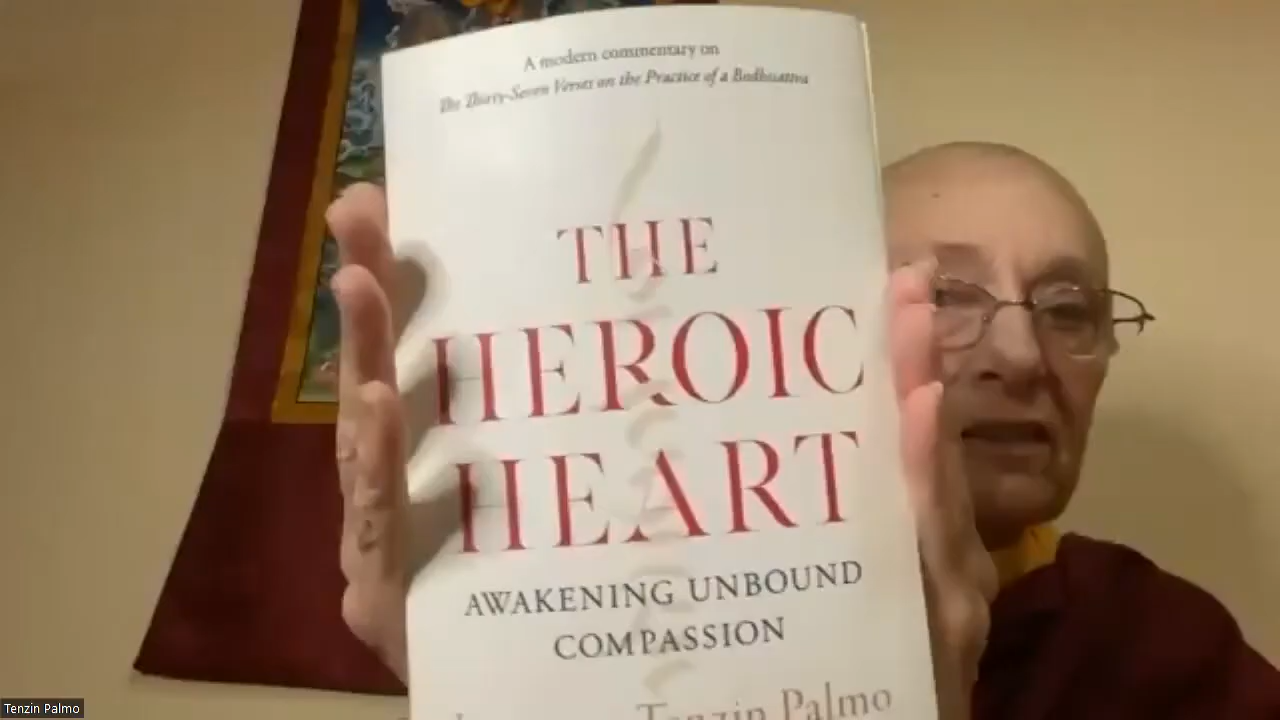 A modern commentary on
The Thirty-Seven Verses on the Practice of a Bodhisattva
THE
HEROIC
HEART
AWAKENING UNBOUND
COMPASSION
Tenzin Palmo
Tenzin Palmo